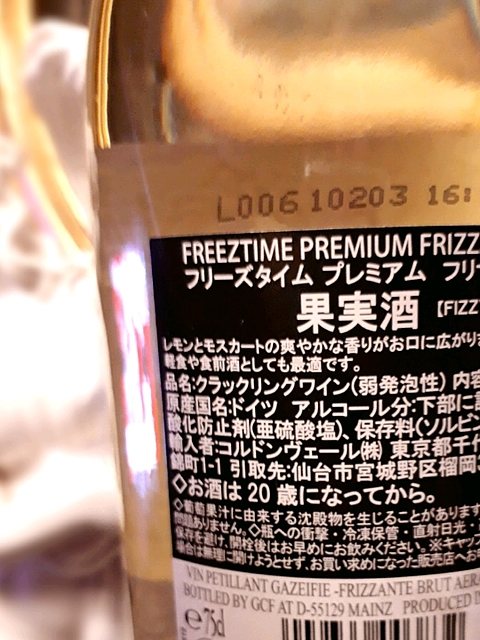 L00610203 16:
FREEZTIME PREMIUM FRIZZ
フリーズタイム プレミアム フリ
果実酒 【FIZZ
レモンとモスカートの爽やかな香りがお口に広がり
軽食や食前酒としても最適です。
品名:クラックリングワイン(弱発泡性) 内容
原産国名:ドイツ アルコール分:下部に記
酸化防止剤(亜硫酸塩)、保存料(ソルビン
輸入者:コルドンヴェール㈱ 東京都千代
錦町1-1 引取先:仙台市宮城野区榴岡
◇お酒は 20 歳になってから。
◇葡萄果汁に由来する沈殿物を生じることがあります
問題ありません。◇瓶への衝撃・冷凍保管・直射日光・
保存を避け、開栓後はお早めにお飲みください。※キャップ
場合は無理に開けようとせず、お買い求めになった販売店へお
VIN PETILLANT GAZEIFIE -FRIZZANTE BRUT AER
BOTTLED BY GCF AT D-55129 MAINZ PRODUCED IN
e 75cl